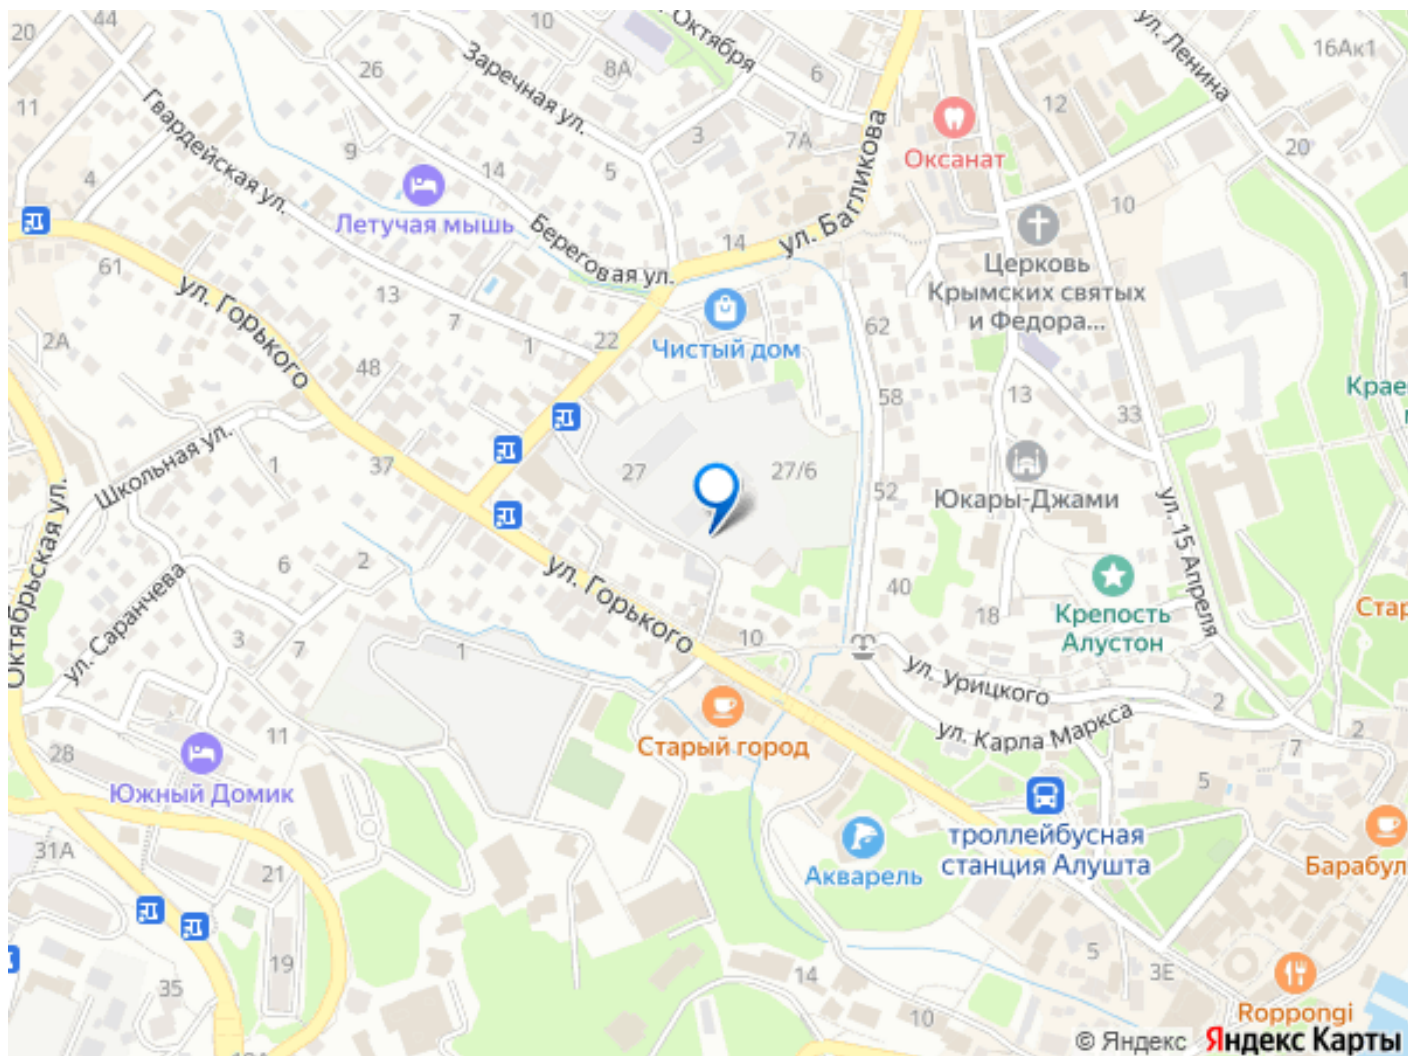 44
10
20
ул. Октября
ул. Ленина
16Ак1
26
Заречная ул.
8А
6
12
11
Гвардейская ул.
9
14
3
7А
ул. Багликова
Оксанат
20
4
5
10
Летучая мышь
Береговая ул.
14
Церковь
Крымских святых
и Федора...
61
ул. Горького
13
7
1
22
Чистый дом
62
2А
48
58
13
33
Крае
Школьная ул.
1
37
27
27/6
52
Юкары-Джами
ул. 15 Апреля
Октябрьская ул.
6
2
ул. Горького
40
18
Крепость
Алустон
Стар
ул. Саранчева
3
7
1
10
ул. Урицкого
2
ул. Карла Маркса
7
2
28
11
Старый город
5
Южный Домик
троллейбусная
станция Алушта
31А
21
Акварель
Барабул
19
35
14
5
3Е
10
Roppongi
© Яндекс Яндекс Карты